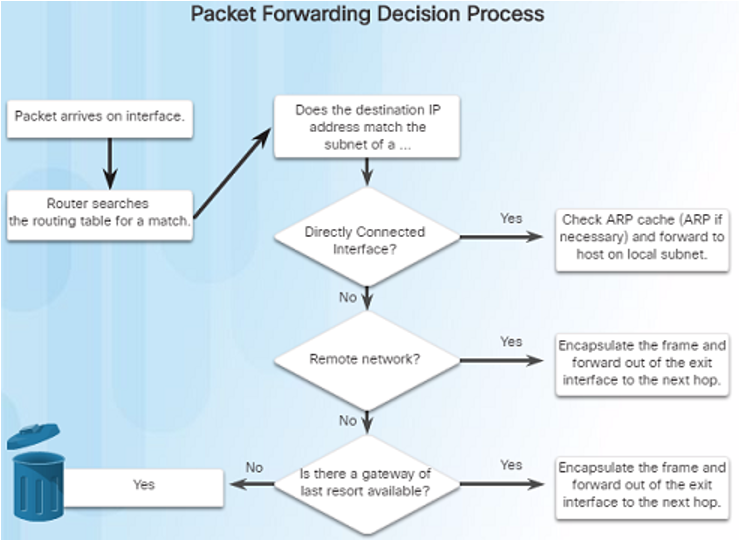 Packet Forwarding Decision Process
Packet arrives on interface.
Router searches
the routing table for a match.
Does the destination IP
address match the
subnet of a ...
Directly Connected
Interface?
Yes
Check ARP cache (ARP if
necessary) and forward to
host on local subnet.
No
Remote network?
Yes
Encapsulate the frame and
forward out of the exit
interface to the next hop.
No
Is there a gateway of
last resort available?
Yes
Encapsulate the frame and
forward out of the exit
interface to the next hop.
No
Yes